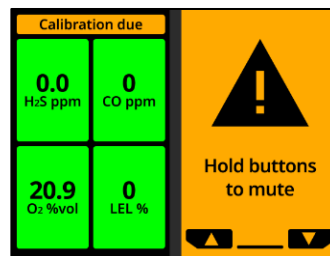 Calibration due
0.0
H₂S ppm
0
CO ppm
20.9
O₂ %vol
0
LEL %
!
Hold buttons
to mute